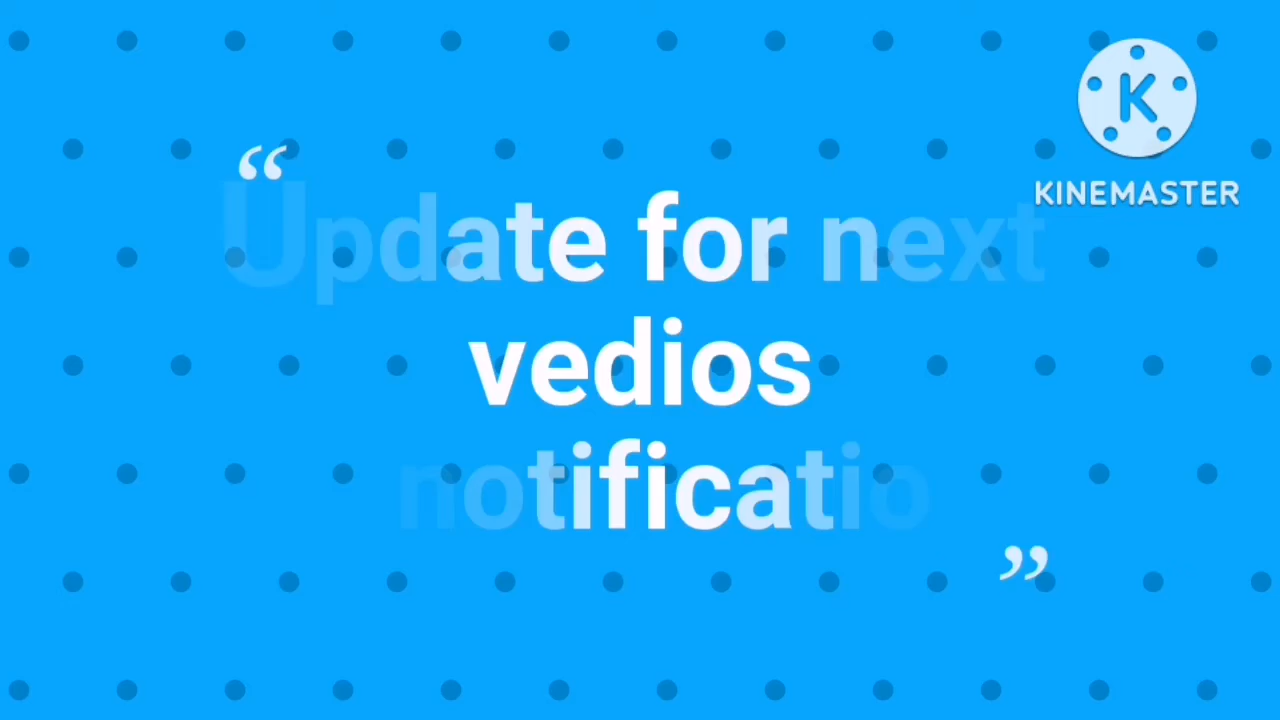 “
KINEMASTER
Update for next
vedios
notificatio
”